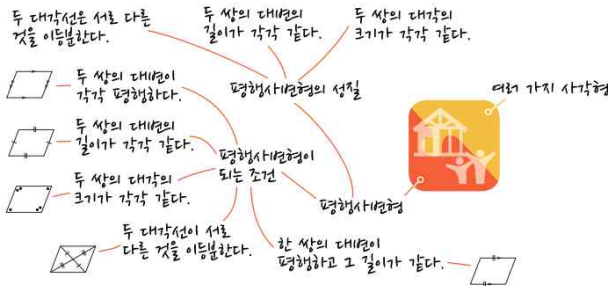 두 대각선은 서로 다른
것을 이등분한다.
두 쌍의 대변의
길이가 각각 같다.
두 쌍의 대각의
크기가 각각 같다.
두 쌍의 대변이
각각 평행하다.
평행사변형의 성질
여러 가지 사각형
두 쌍의 대변의
길이가 각각 같다.
평행사변형이
되는 조건
두 쌍의 대각의
크기가 각각 같다.
평행사변형
두 대각선이 서로
다른 것을 이등분한다.
한 쌍의 대변이
평행하고 그 길이가 같다.